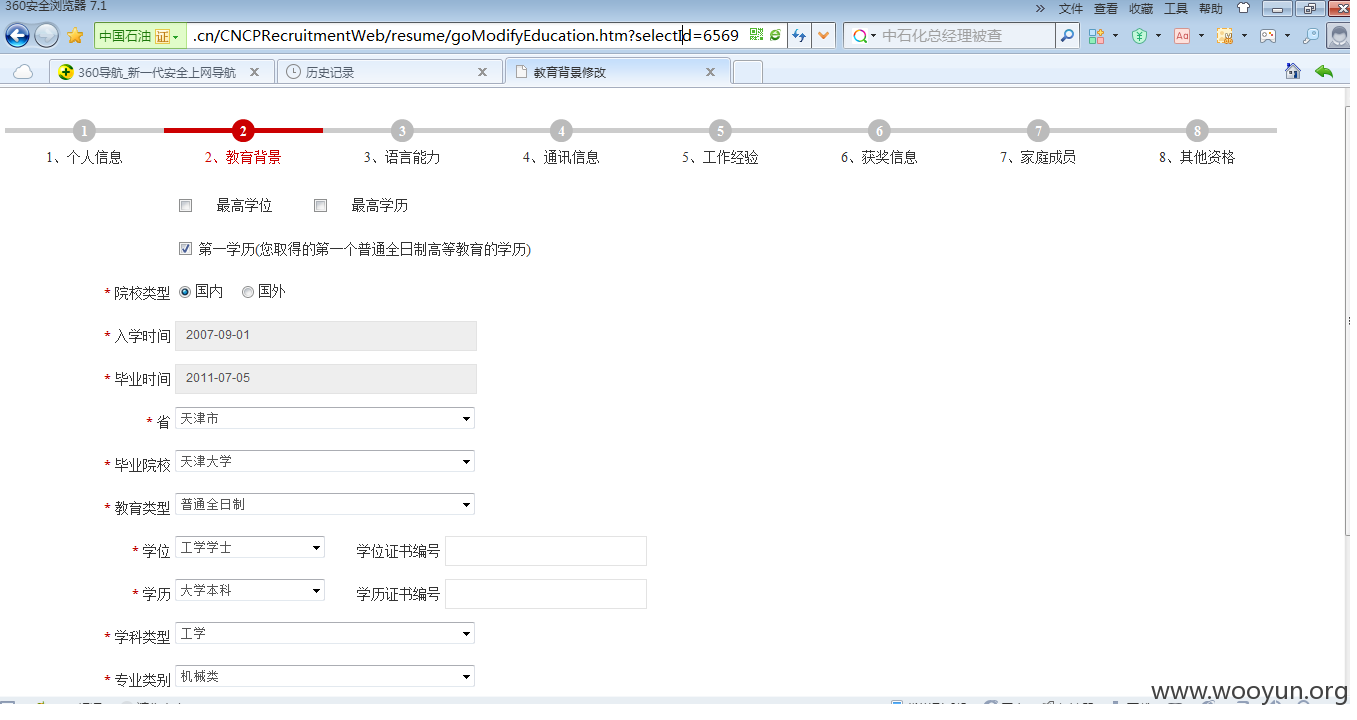 360安全浏览器 7.1
» 文件 查看 收藏 工具 帮助
中国石油 证 .cn/CNCPRecruitmentWeb/resume/goModifyEducation.htm?selectId=6569 中石化总经理被查
360导航_新一代安全上网导航 历史记录 教育背景修改
1 2 3 4 5 6 7 8
1、个人信息 2、教育背景 3、语言能力 4、通讯信息 5、工作经验 6、获奖信息 7、家庭成员 8、其他资格
最高学位 最高学历
第一学历(您取得的第一个普通全日制高等教育的学历)
* 院校类型 国内 国外
* 入学时间 2007-09-01
* 毕业时间 2011-07-05
* 省 天津市
* 毕业院校 天津大学
* 教育类型 普通全日制
* 学位 工学学士 学位证书编号
* 学历 大学本科 学历证书编号
* 学科类型 工学
* 专业类别 机械类
www.wooyun.org